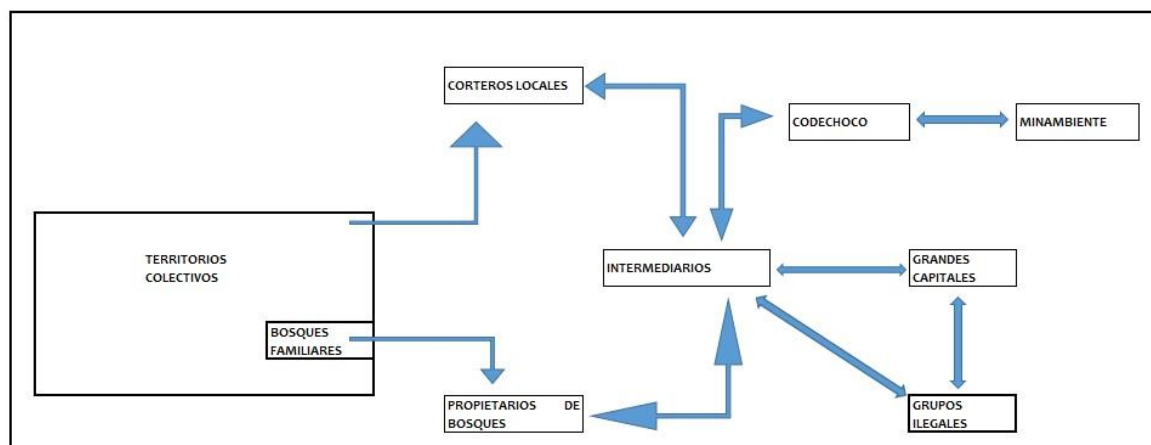 CORTEROS LOCALES
CODECHOCO
MINAMBIENTE
TERRITORIOS
COLECTIVOS
INTERMEDIARIOS
GRANDES
CAPITALES
BOSQUES
FAMILIARES
PROPIETARIOS DE
BOSQUES
GRUPOS
ILEGALES